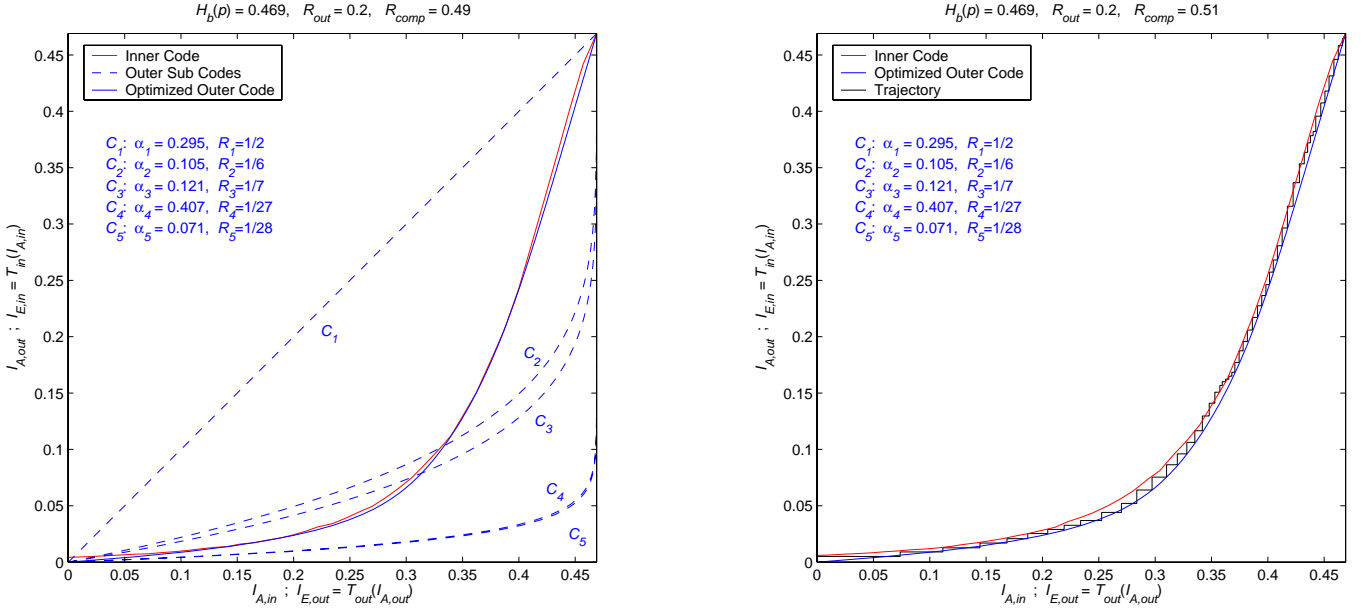 H_b(p) = 0.469, R_out = 0.2, R_comp = 0.49
Inner Code
Outer Sub Codes
Optimized Outer Code
C_1: α_1 = 0.295, R_1=1/2
C_2: α_2 = 0.105, R_2=1/6
C_3: α_3 = 0.121, R_3=1/7
C_4: α_4 = 0.407, R_4=1/27
C_5: α_5 = 0.071, R_5=1/28
C_1
C_2
C_3
C_4
C_5
0.45
0.4
0.35
0.3
0.25
0.2
0.15
0.1
0.05
0
I_A,out ; I_E,in = T_in(I_A,in)
0 0.05 0.1 0.15 0.2 0.25 0.3 0.35 0.4 0.45
I_A,in ; I_E,out = T_out(I_A,out)
H_b(p) = 0.469, R_out = 0.2, R_comp = 0.51
Inner Code
Optimized Outer Code
Trajectory
C_1: α_1 = 0.295, R_1=1/2
C_2: α_2 = 0.105, R_2=1/6
C_3: α_3 = 0.121, R_3=1/7
C_4: α_4 = 0.407, R_4=1/27
C_5: α_5 = 0.071, R_5=1/28
0.45
0.4
0.35
0.3
0.25
0.2
0.15
0.1
0.05
0
I_A,out ; I_E,in = T_in(I_A,in)
0 0.05 0.1 0.15 0.2 0.25 0.3 0.35 0.4 0.45
I_A,in ; I_E,out = T_out(I_A,out)